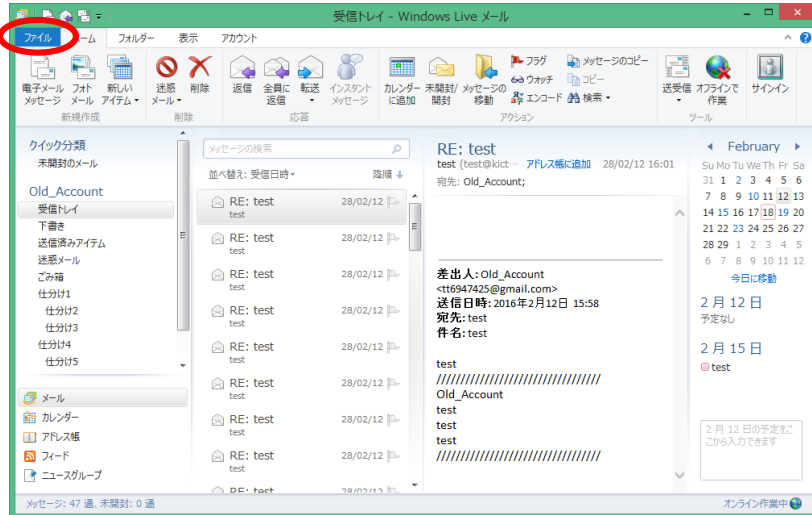 受信トレイ - Windows Live メール
ファイル ホーム フォルダー 表示 アカウント
電子メール メッセージ
フォト メール
新しい アイテム
迷惑 メール
削除
返信
全員に 返信
転送
インスタント メッセージ
カレンダー に追加
未開封/ 開封
メッセージの 移動
フラグ
ウォッチ
エンコード
メッセージのコピー
コピー
検索
送受信
オフラインで 作業
サインイン
新規作成 削除 応答 アクション ツール
クイック分類
未開封のメール
Old_Account
受信トレイ
下書き
送信済みアイテム
迷惑メール
ごみ箱
仕分け1
仕分け2
仕分け3
仕分け4
仕分け5
メール
カレンダー
アドレス帳
フィード
ニュースグループ
メッセージの検索
並べ替え: 受信日時 降順
RE: test 28/02/12
test
RE: test 28/02/12
test
RE: test 28/02/12
test
RE: test 28/02/12
test
RE: test 28/02/12
test
RE: test 28/02/12
test
RE: test 28/02/12
test
RE: test 28/02/12
test
RE: test 28/02/12
RE: test
test (test@kict… アドレス帳に追加 28/02/12 16:01
宛先: Old_Account;
差出人: Old_Account
<tt6947425@gmail.com>
送信日時: 2016年2月12日 15:58
宛先: test
件名: test
test
//////////////////////////////////
Old_Account
test
test
test
//////////////////////////////////
February
Su Mo Tu We Th Fr Sa
31 1 2 3 4 5 6
7 8 9 10 11 12 13
14 15 16 17 18 19 20
21 22 23 24 25 26 27
28 29 1 2 3 4 5
6 7 8 9 10 11 12
今日に移動
2 月 12 日
予定なし
2 月 15 日
test
2 月 12 日の予定をこ
こから入力できます
メッセージ: 47 通、未開封: 0 通
オンライン作業中